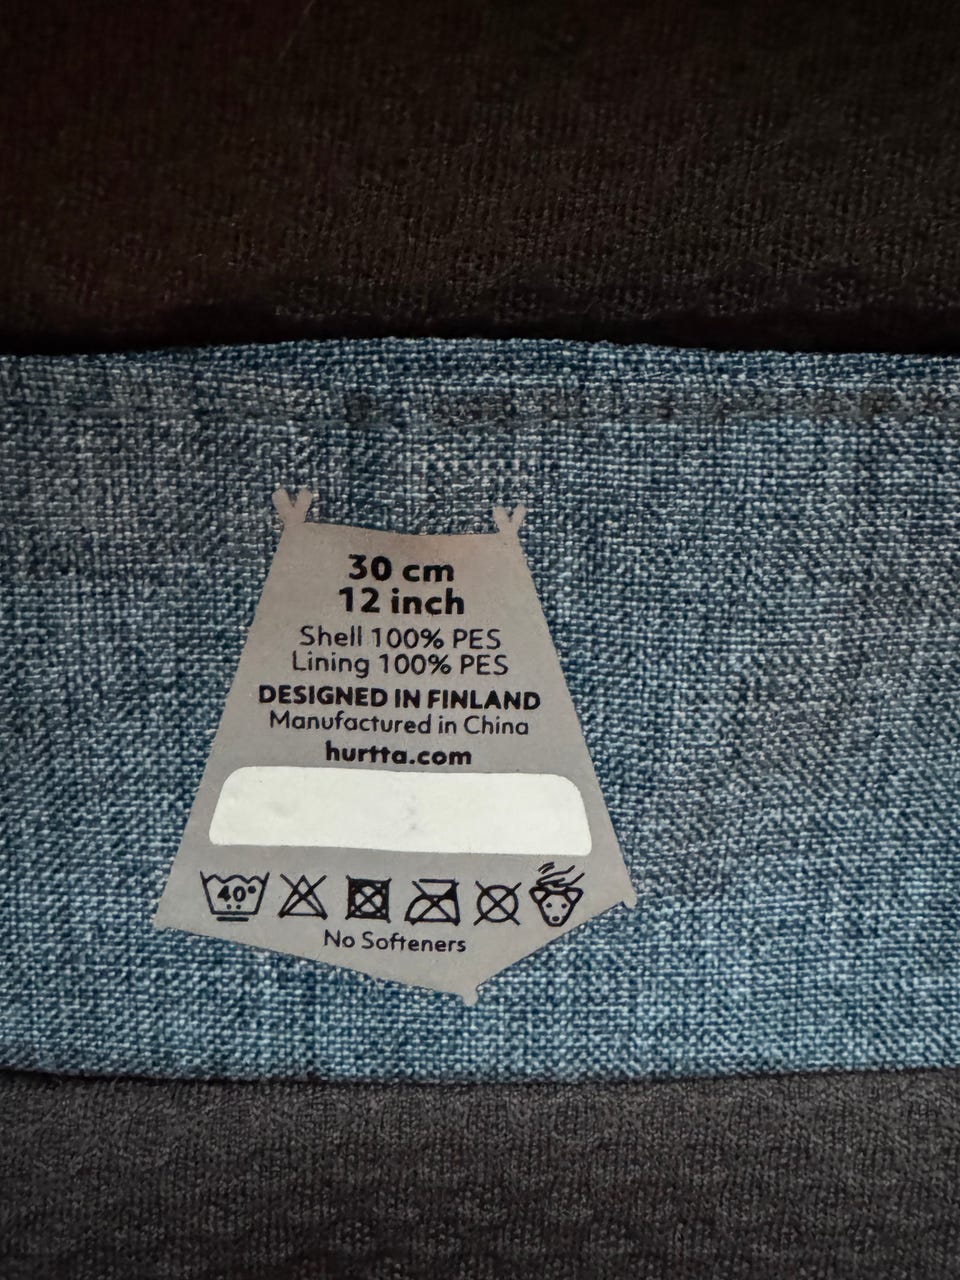 30 cm
12 inch
Shell 100% PES
Lining 100% PES
DESIGNED IN FINLAND
Manufactured in China
hurtta.com
40°
No Softeners